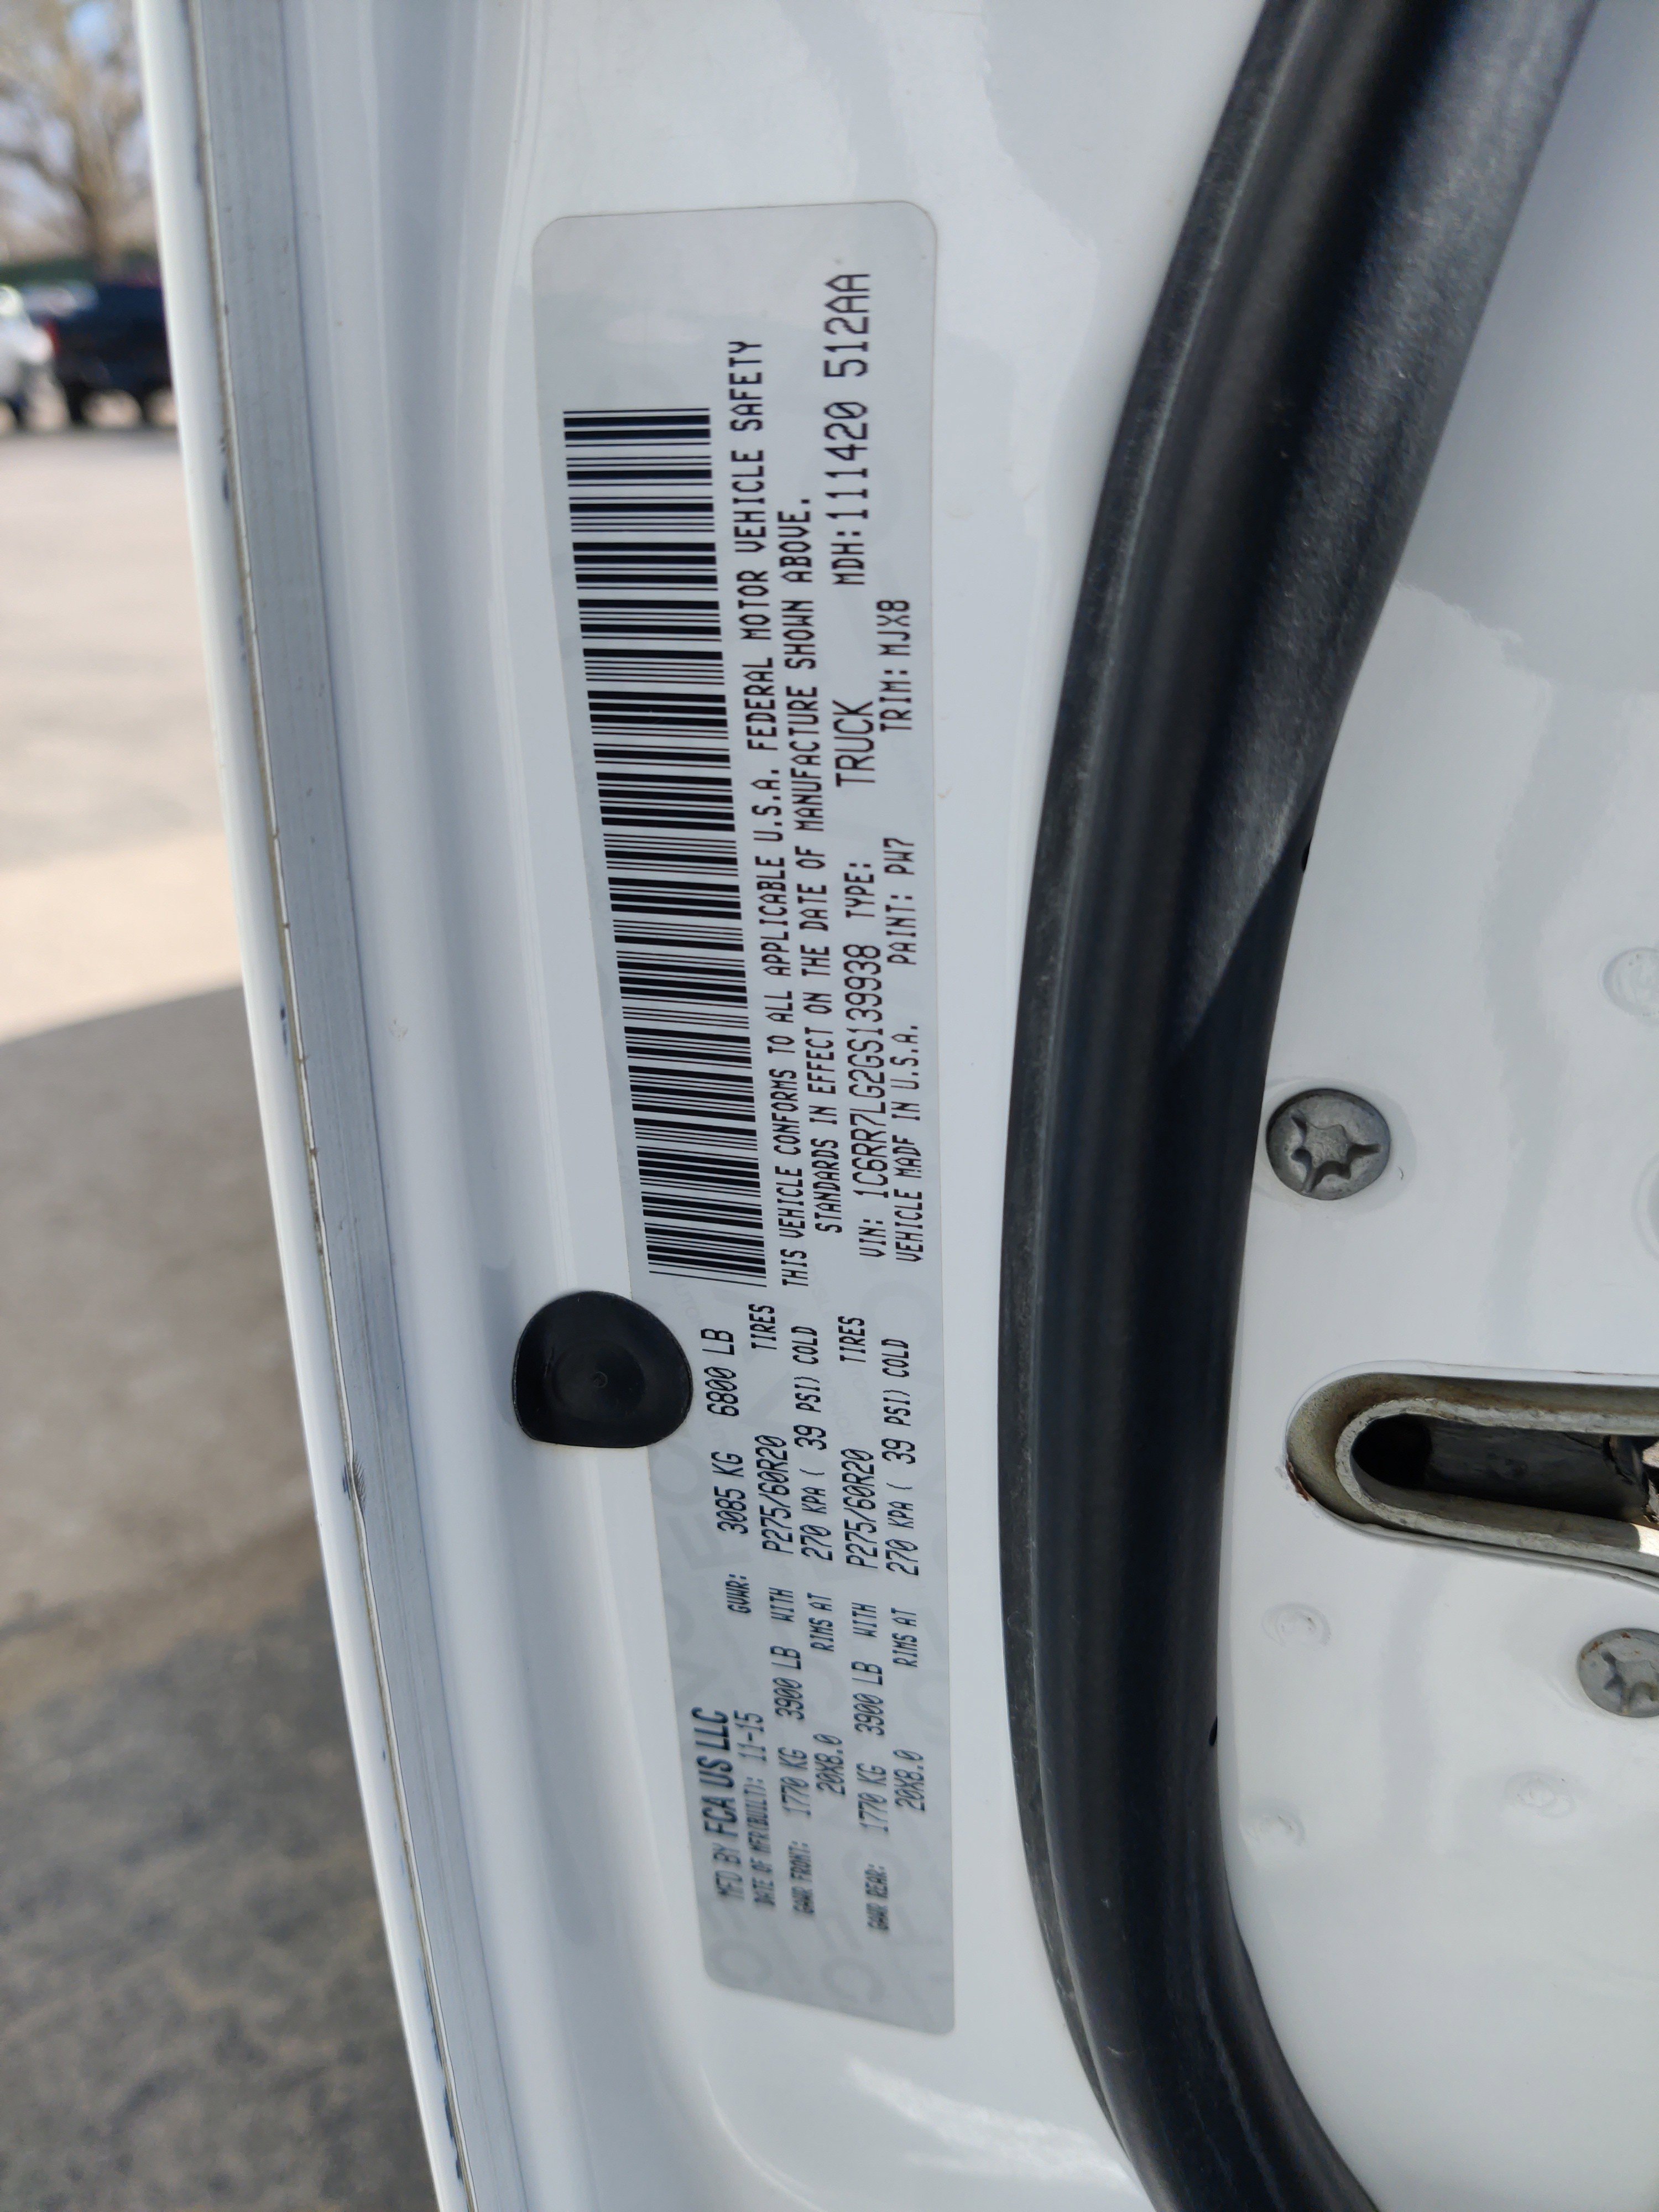 MFD BY FCA US LLC
DATE OF MFR(BUILT): 11-15 GVWR: 3085 KG 6800 LB
GAWR FRONT: 1770 KG 3900 LB WITH P275/60R20 TIRES
20X8.0 RIMS AT 270 KPA ( 39 PSI) COLD
GAWR REAR: 1770 KG 3900 LB WITH P275/60R20 TIRES
20X8.0 RIMS AT 270 KPA ( 39 PSI) COLD
THIS VEHICLE CONFORMS TO ALL APPLICABLE U.S.A. FEDERAL MOTOR VEHICLE SAFETY
STANDARDS IN EFFECT ON THE DATE OF MANUFACTURE SHOWN ABOVE.
VIN: 1C6RR7LG2GS139938 TYPE: TRUCK MDH:111420 512AA
VEHICLE MADE IN U.S.A. PAINT: PW7 TRIM: MJX8